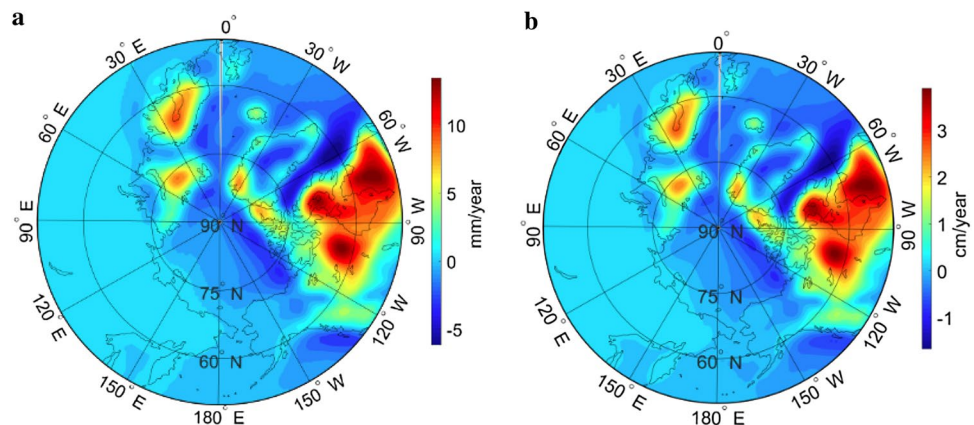 a
0° 
30° W
60° W
90° W
120° W
150° W
180° E
150° E
120° E
90° E
60° E
30° E
90° N
75° N
60° N
10
5
0
-5
mm/year
b
0°
30° W
60° W
90° W
120° W
150° W
180° E
150° E
120° E
90° E
60° E
30° E
90° N
75° N
60° N
3
2
1
0
-1
cm/year